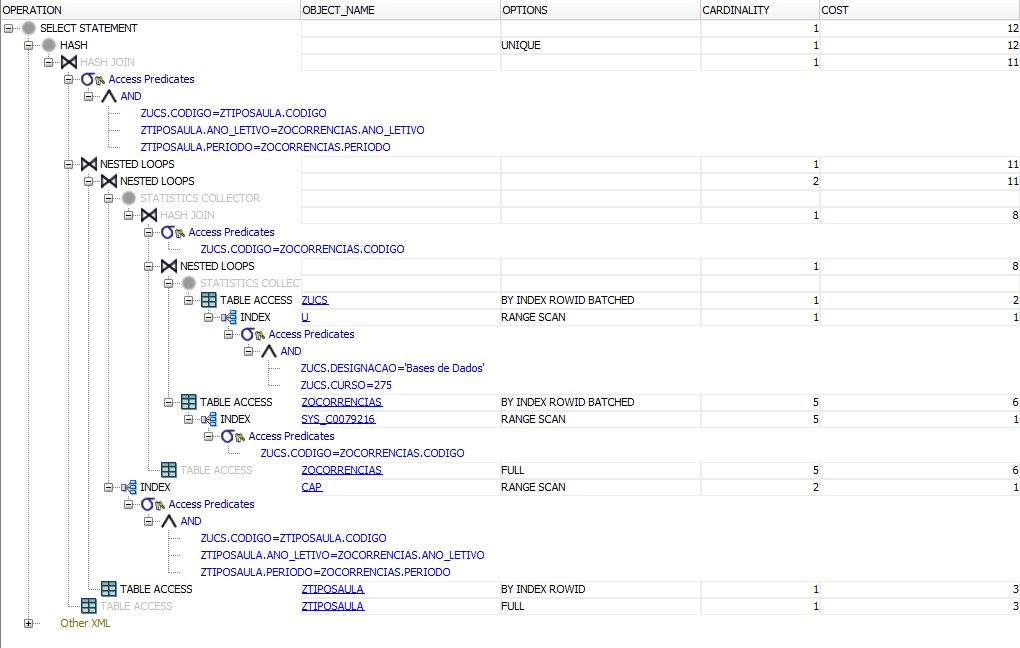 OPERATION OBJECT_NAME OPTIONS CARDINALITY COST
SELECT STATEMENT 1 12
HASH UNIQUE 1 12
HASH JOIN 1 11
Access Predicates
AND
ZUCS.CODIGO=ZTIPOSAULA.CODIGO
ZTIPOSAULA.ANO_LETIVO=ZOCORRENCIAS.ANO_LETIVO
ZTIPOSAULA.PERIODO=ZOCORRENCIAS.PERIODO
NESTED LOOPS 1 11
NESTED LOOPS 2 11
STATISTICS COLLECTOR
HASH JOIN 1 8
Access Predicates
ZUCS.CODIGO=ZOCORRENCIAS.CODIGO
NESTED LOOPS 1 8
STATISTICS COLLECT
TABLE ACCESS ZUCS BY INDEX ROWID BATCHED 1 2
INDEX U RANGE SCAN 1 1
Access Predicates
AND
ZUCS.DESIGNACAO='Bases de Dados'
ZUCS.CURSO=275
TABLE ACCESS ZOCORRENCIAS BY INDEX ROWID BATCHED 5 6
INDEX SYS_C0079216 RANGE SCAN 5 1
Access Predicates
ZUCS.CODIGO=ZOCORRENCIAS.CODIGO
TABLE ACCESS ZOCORRENCIAS FULL 5 6
INDEX CAP RANGE SCAN 2 1
Access Predicates
AND
ZUCS.CODIGO=ZTIPOSAULA.CODIGO
ZTIPOSAULA.ANO_LETIVO=ZOCORRENCIAS.ANO_LETIVO
ZTIPOSAULA.PERIODO=ZOCORRENCIAS.PERIODO
TABLE ACCESS ZTIPOSAULA BY INDEX ROWID 1 3
TABLE ACCESS ZTIPOSAULA FULL 1 3
Other XML